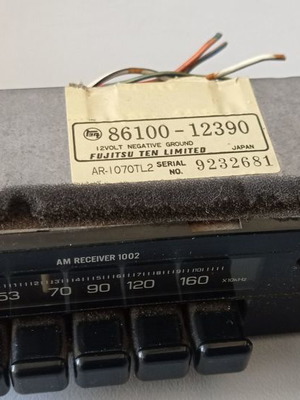 86100-12390
12VOLT NEGATIVE GROUND
FUJITSU TEN LIMITED JAPAN
AR-1070TL2 SERIAL NO. 9232681
AM RECEIVER 1002
53 70 90 120 160 X10kHz